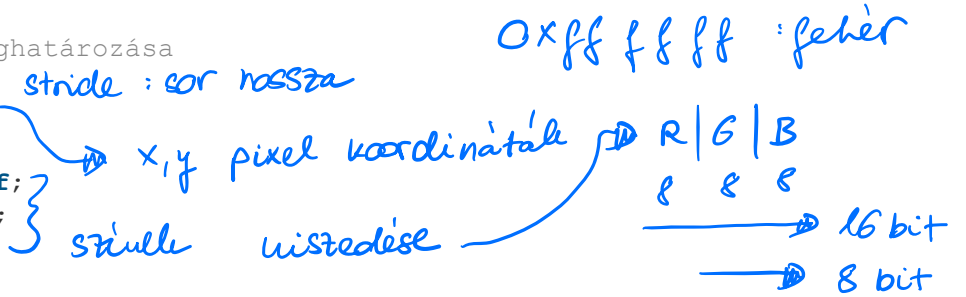 0xffffff : fehér
ghatározása
stride : sor hossza
x,y pixel koordináták
R|G|B
E;
8 8 8
;
színek kiszedése
16 bit
8 bit